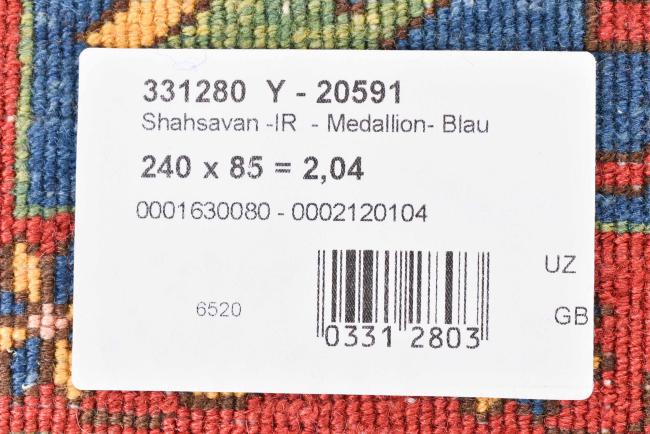 331280 Y - 20591
Shahsavan -IR - Medallion- Blau
240 x 85 = 2,04
0001630080 - 0002120104
UZ
6520
GB
0331 2803